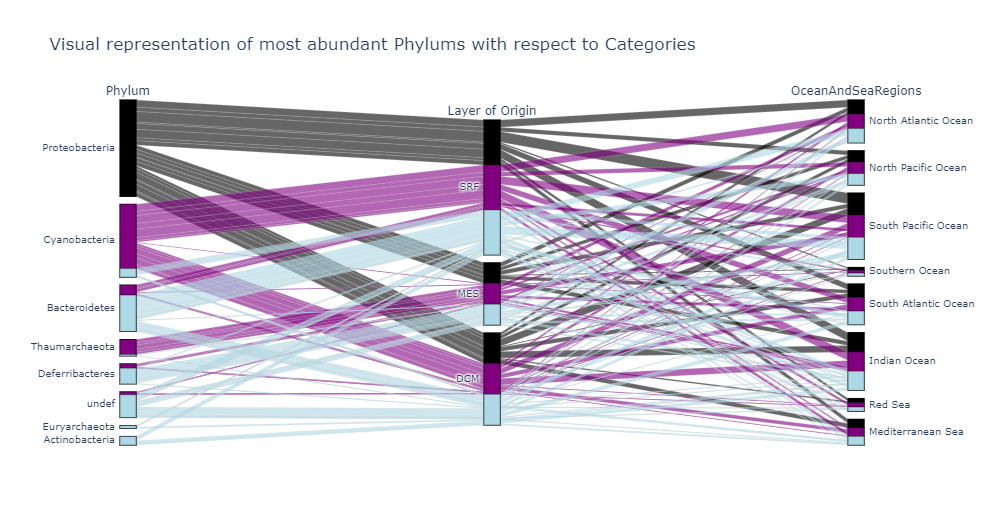 Visual representation of most abundant Phylums with respect to Categories
Phylum
Layer of Origin
OceanAndSeaRegions
Proteobacteria
Cyanobacteria
Bacteroidetes
Thaumarchaeota
Deferribacteres
undef
Euryarchaeota
Actinobacteria
SRF
MES
DCM
North Atlantic Ocean
North Pacific Ocean
South Pacific Ocean
Southern Ocean
South Atlantic Ocean
Indian Ocean
Red Sea
Mediterranean Sea